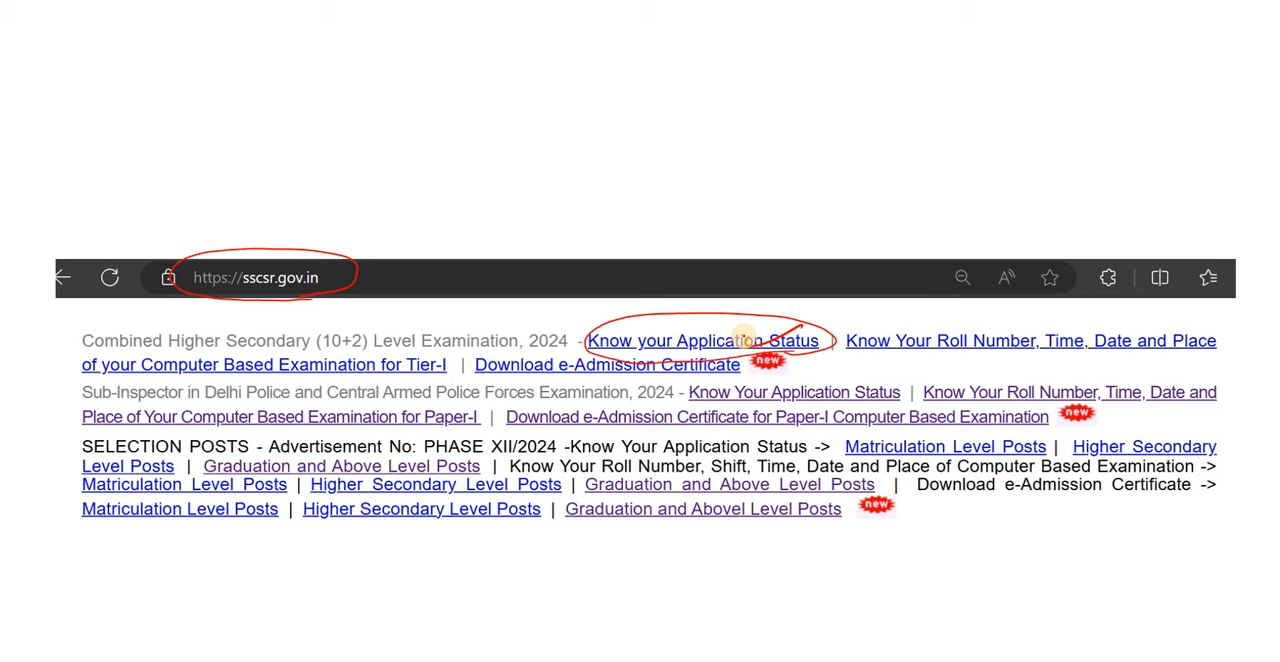 https://sscsr.gov.in
Combined Higher Secondary (10+2) Level Examination, 2024 - Know your Application Status | Know Your Roll Number, Time, Date and Place
of your Computer Based Examination for Tier-I | Download e-Admission Certificate new
Sub-Inspector in Delhi Police and Central Armed Police Forces Examination, 2024 - Know Your Application Status | Know Your Roll Number, Time, Date and
Place of Your Computer Based Examination for Paper-I | Download e-Admission Certificate for Paper-I Computer Based Examination new
SELECTION POSTS - Advertisement No: PHASE XII/2024 -Know Your Application Status -> Matriculation Level Posts | Higher Secondary
Level Posts | Graduation and Above Level Posts | Know Your Roll Number, Shift, Time, Date and Place of Computer Based Examination ->
Matriculation Level Posts | Higher Secondary Level Posts | Graduation and Above Level Posts | Download e-Admission Certificate ->
Matriculation Level Posts | Higher Secondary Level Posts | Graduation and Abovel Level Posts new